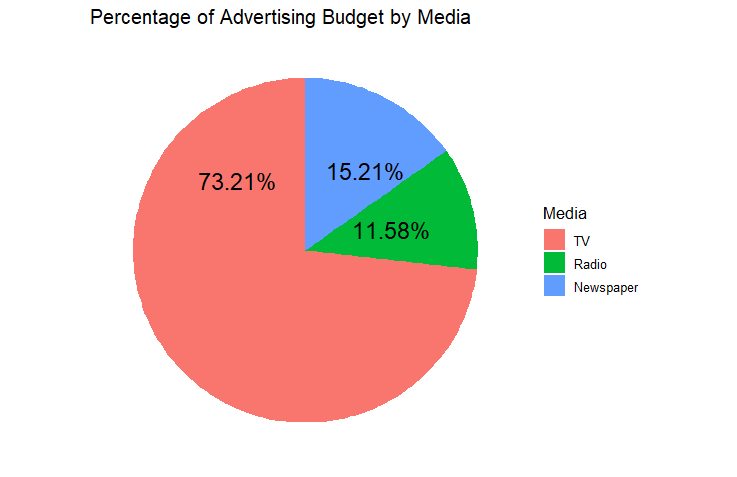 Percentage of Advertising Budget by Media
73.21%
15.21%
11.58%
Media
TV
Radio
Newspaper